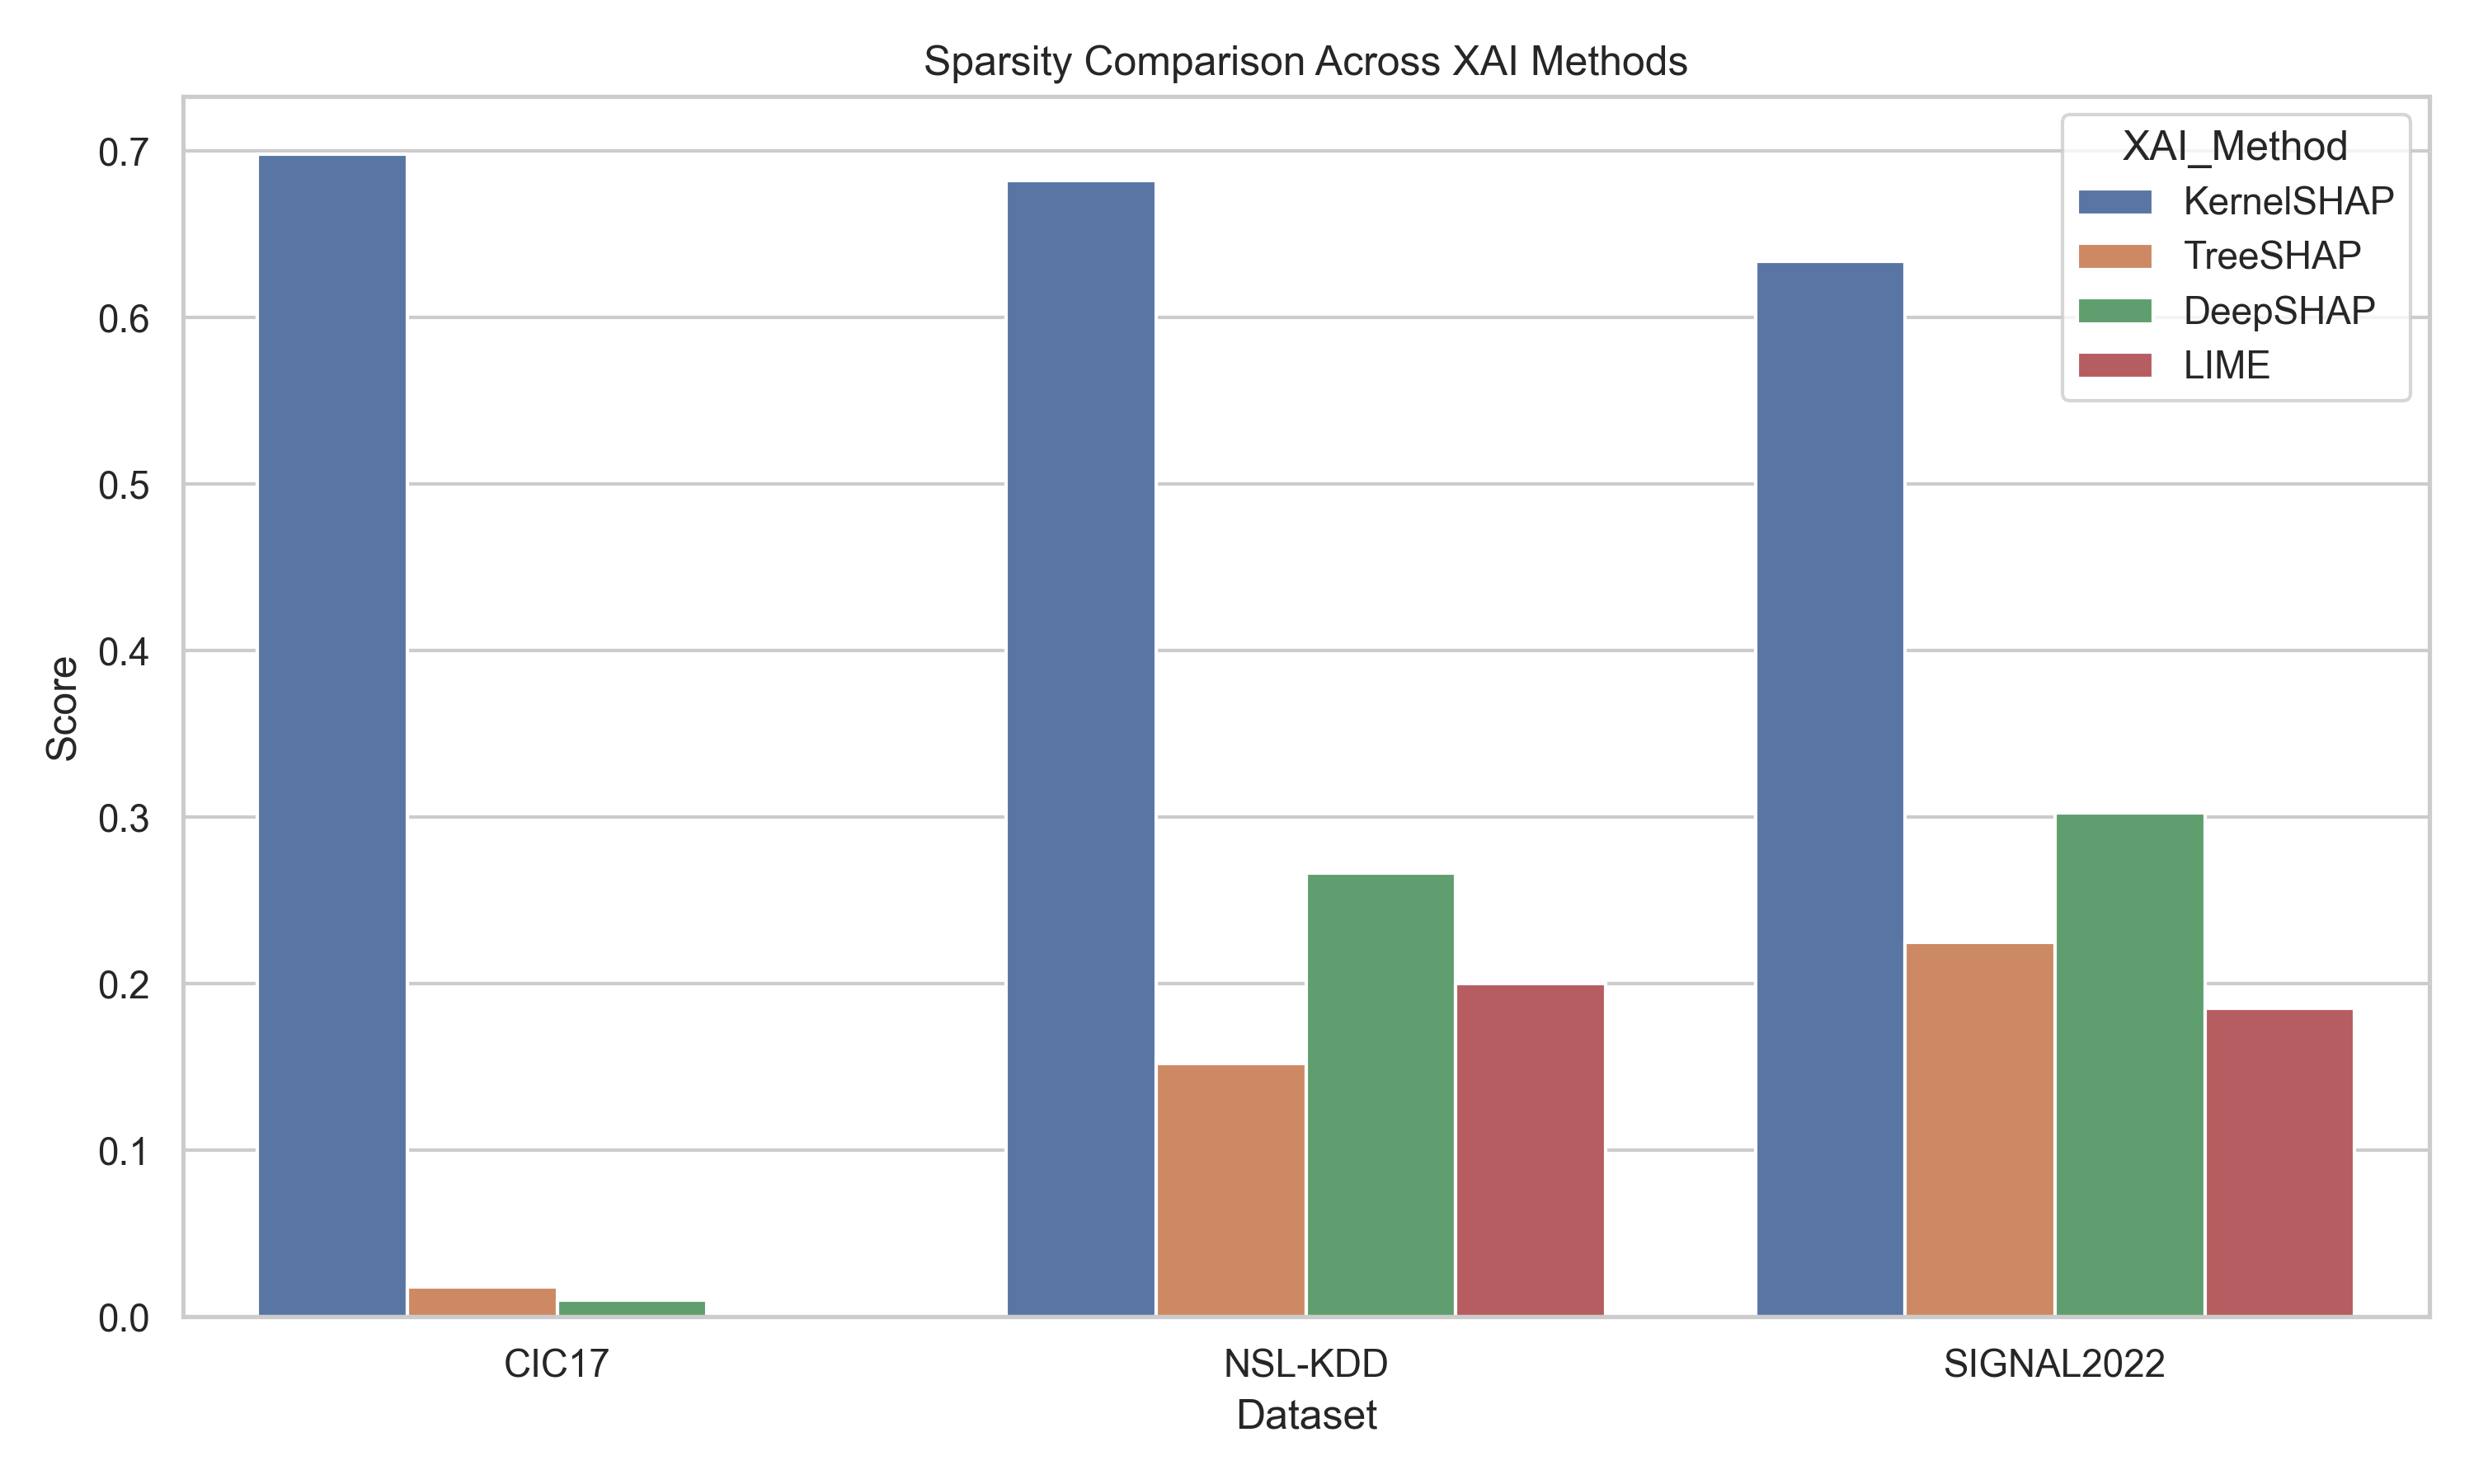 Sparsity Comparison Across XAI Methods
XAI_Method
KernelSHAP
TreeSHAP
DeepSHAP
LIME
0.7
0.6
0.5
0.4
0.3
0.2
0.1
0.0
Score
CIC17
NSL-KDD
SIGNAL2022
Dataset